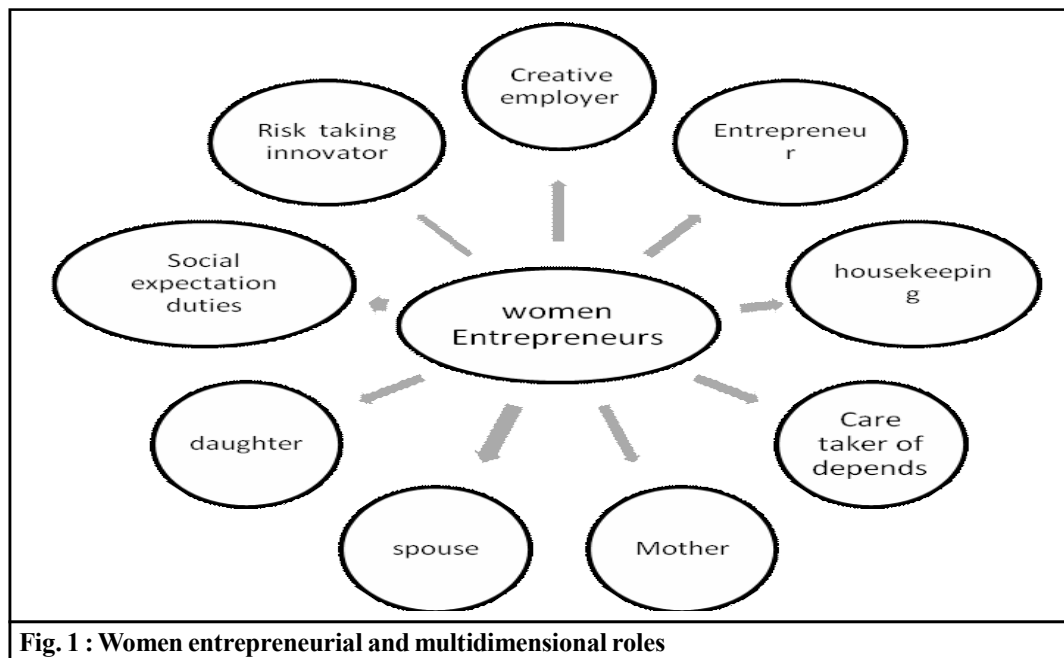 Creative
employer
Entrepreneu
r
housekeepin
g
Care
taker of
depends
Mother
spouse
daughter
Social
expectation
duties
Risk taking
innovator
women
Entrepreneurs
Fig. 1 : Women entrepreneurial and multidimensional roles